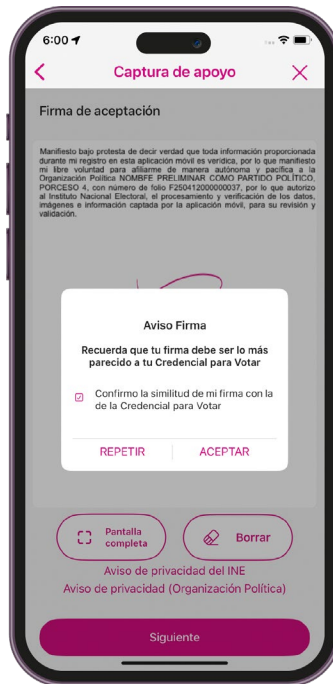 6:00
Captura de apoyo
Firma de aceptación
Manifiesto bajo protesta de decir verdad que toda información proporcionada
durante mi registro en esta aplicación móvil es verídica, por lo que manifiesto
mi libre voluntad para afiliarme de manera autónoma y pacífica a la
Organización Política NOMBFE PRELIMINAR COMO PARTIDO POLÍTICO,
PORCESO 4, con número de folio F250412000000037, por lo que autorizo
al Instituto Nacional Electoral, el procesamiento y verificación de los datos,
imágenes e información captada por la aplicación móvil, para su revisión y
validación.
Aviso Firma
Recuerda que tu firma debe ser lo más
parecido a tu Credencial para Votar
Confirmo la similitud de mi firma con la
de la Credencial para Votar
REPETIR ACEPTAR
Pantalla
completa
Borrar
Aviso de privacidad del INE
Aviso de privacidad (Organización Política)
Siguiente